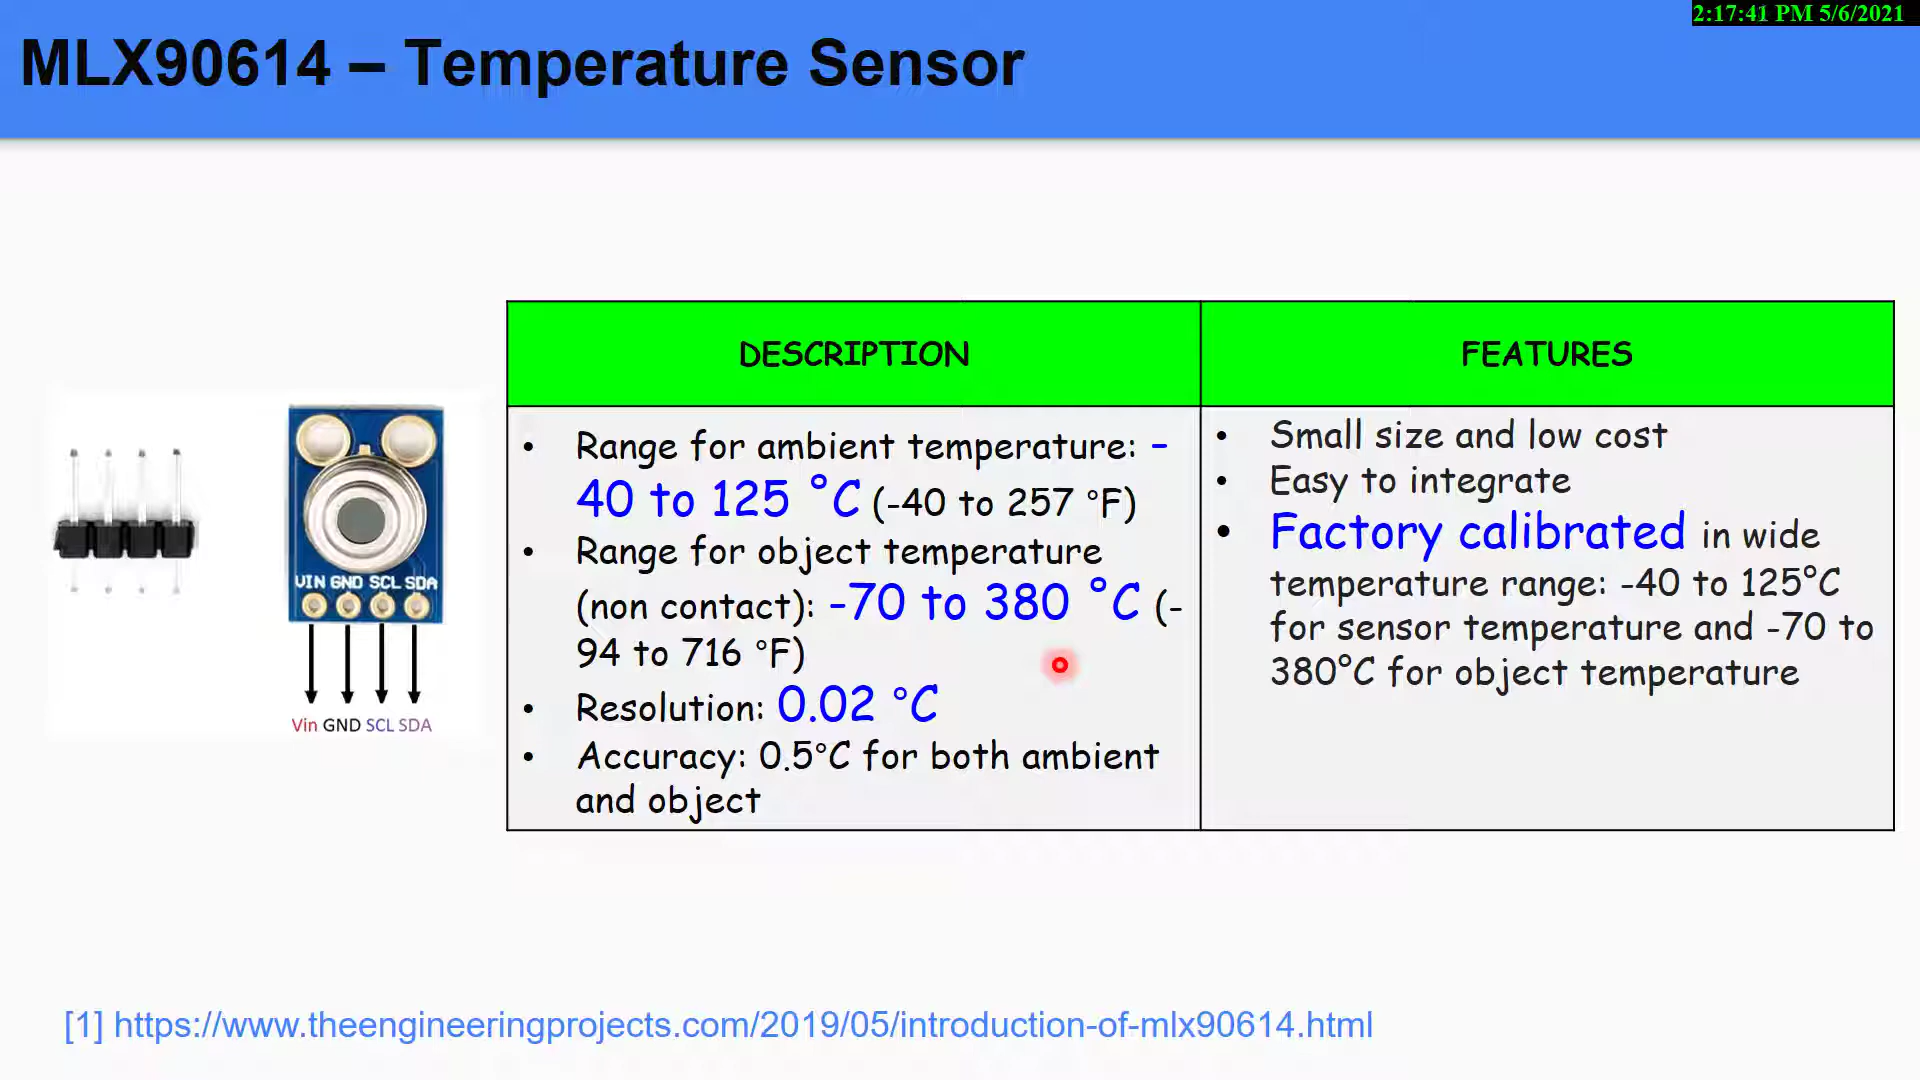 2:17:41 PM 5/6/2021
MLX90614 – Temperature Sensor
DESCRIPTION
FEATURES
• Range for ambient temperature: -
40 to 125 °C (-40 to 257 °F)
• Range for object temperature
(non contact): -70 to 380 °C (-
94 to 716 °F)
• Resolution: 0.02 °C
• Accuracy: 0.5°C for both ambient
and object
• Small size and low cost
• Easy to integrate
• Factory calibrated in wide
temperature range: -40 to 125°C
for sensor temperature and -70 to
380°C for object temperature
VIN GND SCL SDA
Vin GND SCL SDA
[1] https://www.theengineeringprojects.com/2019/05/introduction-of-mlx90614.html